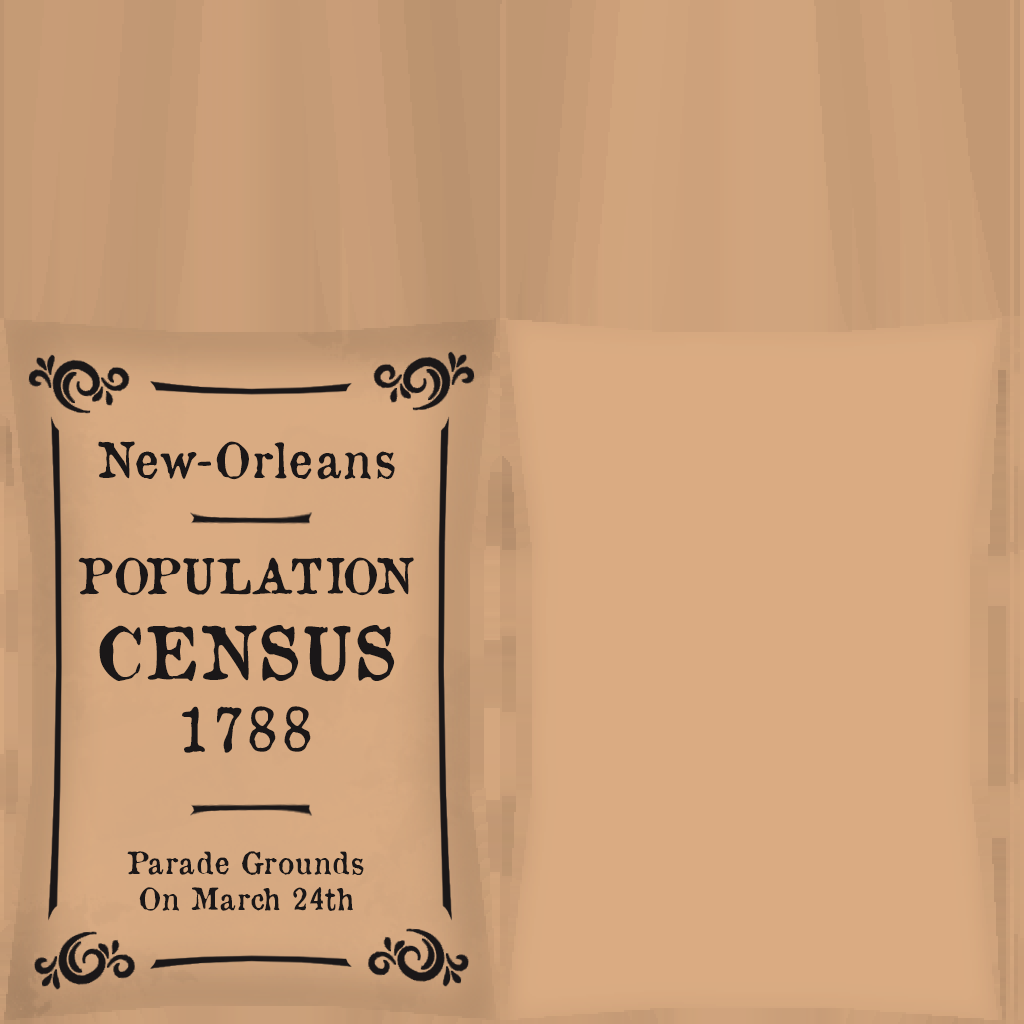 New-Orleans
POPULATION
CENSUS
1788
Parade Grounds
On March 24th